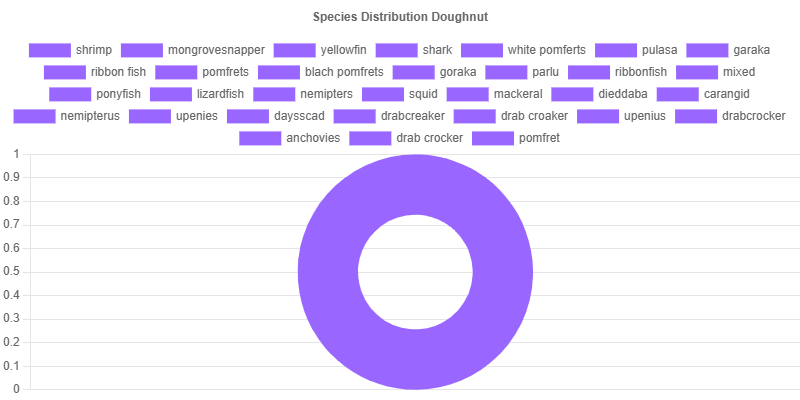 Species Distribution Doughnut
shrimp mongrovesnapper yellowfin shark white pomferts pulasa garaka
ribbon fish pomfrets blach pomfrets goraka parlu ribbonfish mixed
ponyfish lizardfish nemipters squid mackeral dieddaba carangid
nemipterus upenies daysscad drabcreaker drab croaker upenius drabcrocker
anchovies drab crocker pomfret
1
0.9
0.8
0.7
0.6
0.5
0.4
0.3
0.2
0.1
0